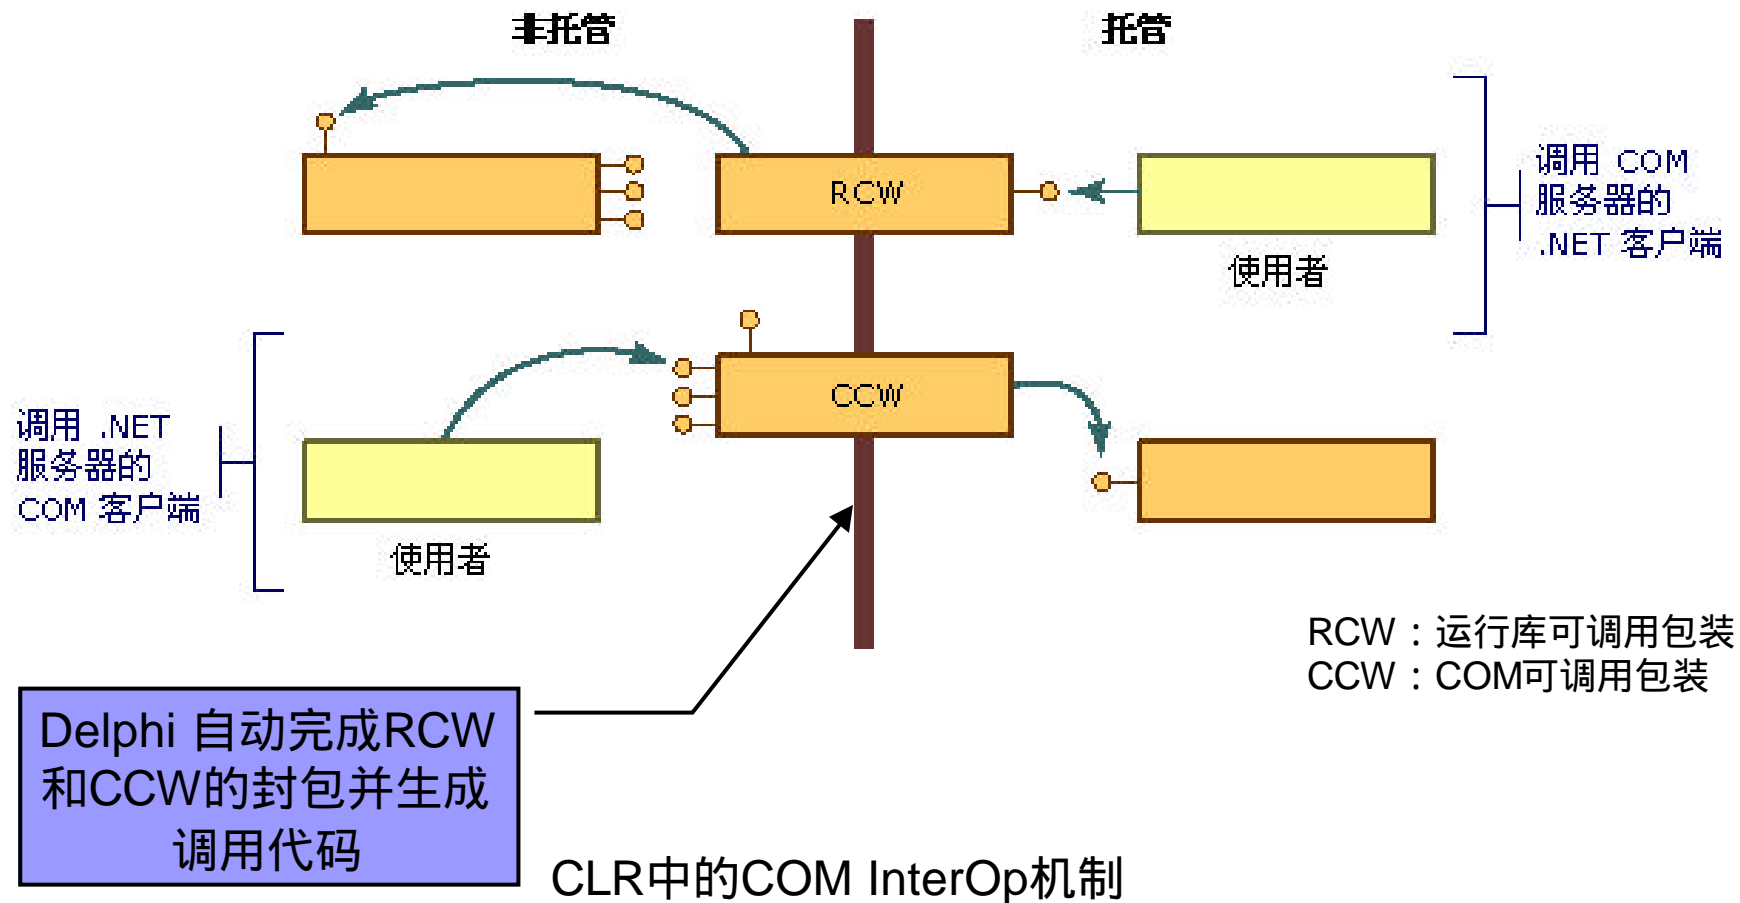 非托管
托管
RCW
调用 COM
服务器的
.NET 客户端
使用者
CCW
调用 .NET
服务器的
COM 客户端
使用者
RCW：运行库可调用包装
CCW：COM可调用包装
Delphi 自动完成RCW
和CCW的封包并生成
调用代码
CLR中的COM InterOp机制